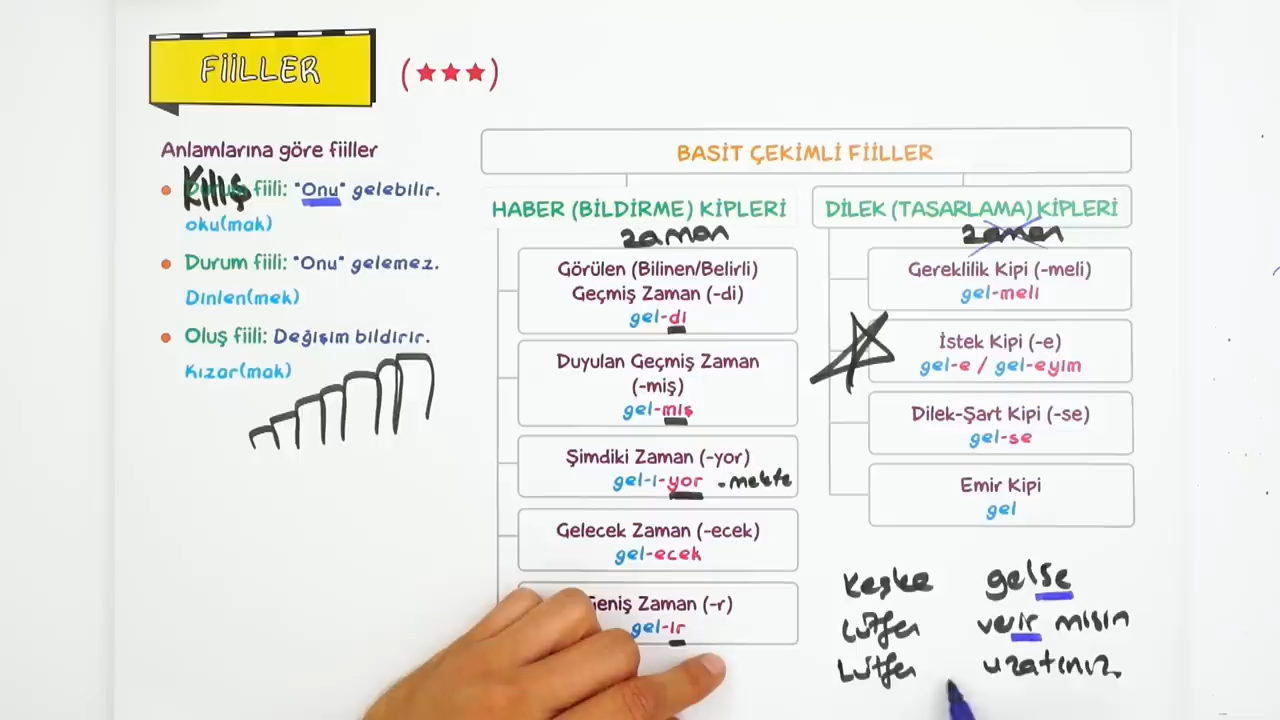 FİİLLER
(★★★)
Anlamlarına göre fiiller
KILIŞ
fiili: "Onu" gelebilir.
oku(mak)
Durum fiili: "Onu" gelemez.
Dinlen(mek)
Oluş fiili: Değişim bildirir.
Kızar(mak)
BASİT ÇEKİMLİ FİİLLER
HABER (BİLDİRME) KİPLERİ
zaman
Görülen (Bilinen/Belirli)
Geçmiş Zaman (-di)
gel-di
Duyulan Geçmiş Zaman
(-miş)
gel-miş
Şimdiki Zaman (-yor)
gel-i-yor -mekte
Gelecek Zaman (-ecek)
gel-ecek
Geniş Zaman (-r)
gel-ir
DİLEK (TASARLAMA) KİPLERİ
zaman
Gereklilik Kipi (-meli)
gel-meli
İstek Kipi (-e)
gel-e / gel-eyim
Dilek-Şart Kipi (-se)
gel-se
Emir Kipi
gel
Keşke gelse
Lütfen verir misin
Lütfen uzatınız.